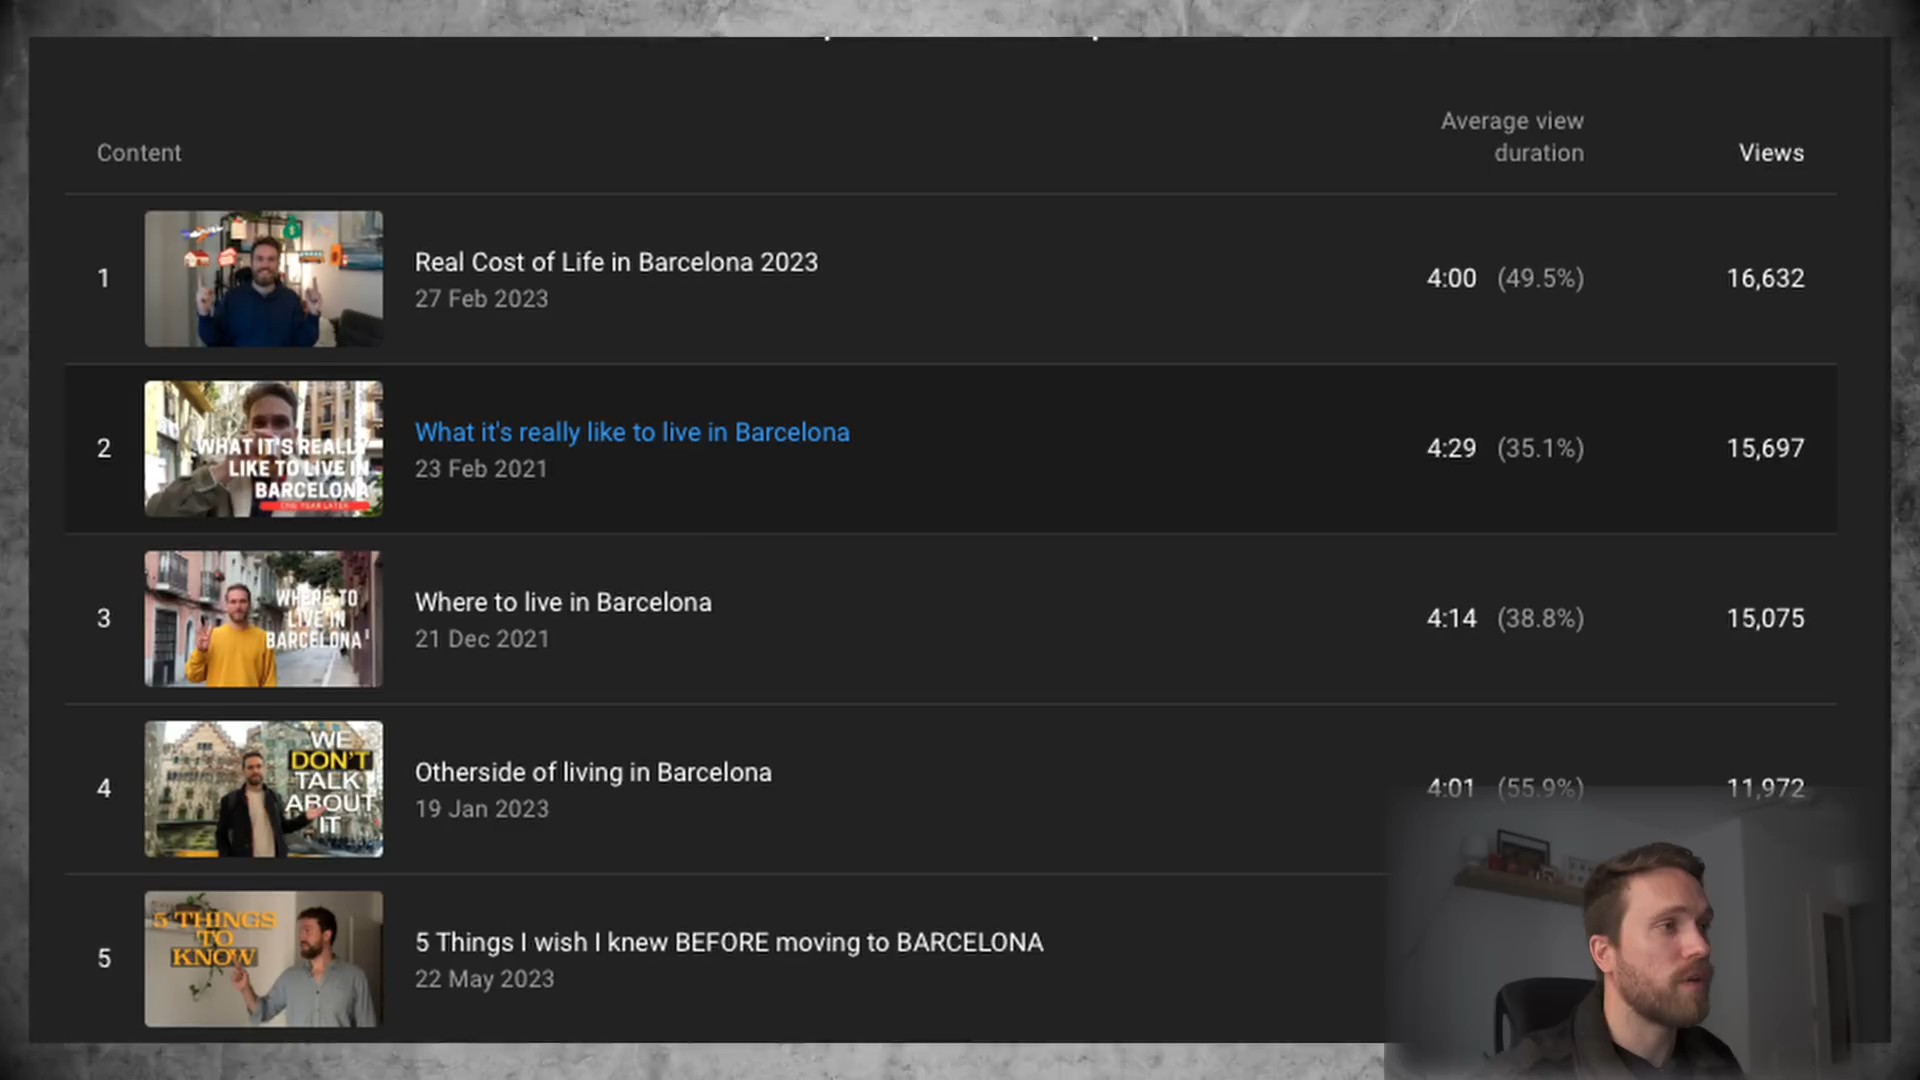 Content
Average view
duration
Views
1
Real Cost of Life in Barcelona 2023
27 Feb 2023
4:00 (49.5%)
16,632
2
WHAT IT'S REALLY
LIKE TO LIVE IN
BARCELONA
ONE YEAR LATER
What it's really like to live in Barcelona
23 Feb 2021
4:29 (35.1%)
15,697
3
WHERE TO
LIVE IN
BARCELONA
Where to live in Barcelona
21 Dec 2021
4:14 (38.8%)
15,075
4
WE
DON'T
TALK
ABOUT
IT
Otherside of living in Barcelona
19 Jan 2023
4:01 (55.9%)
11,972
5
5 THINGS
TO
KNOW
5 Things I wish I knew BEFORE moving to BARCELONA
22 May 2023